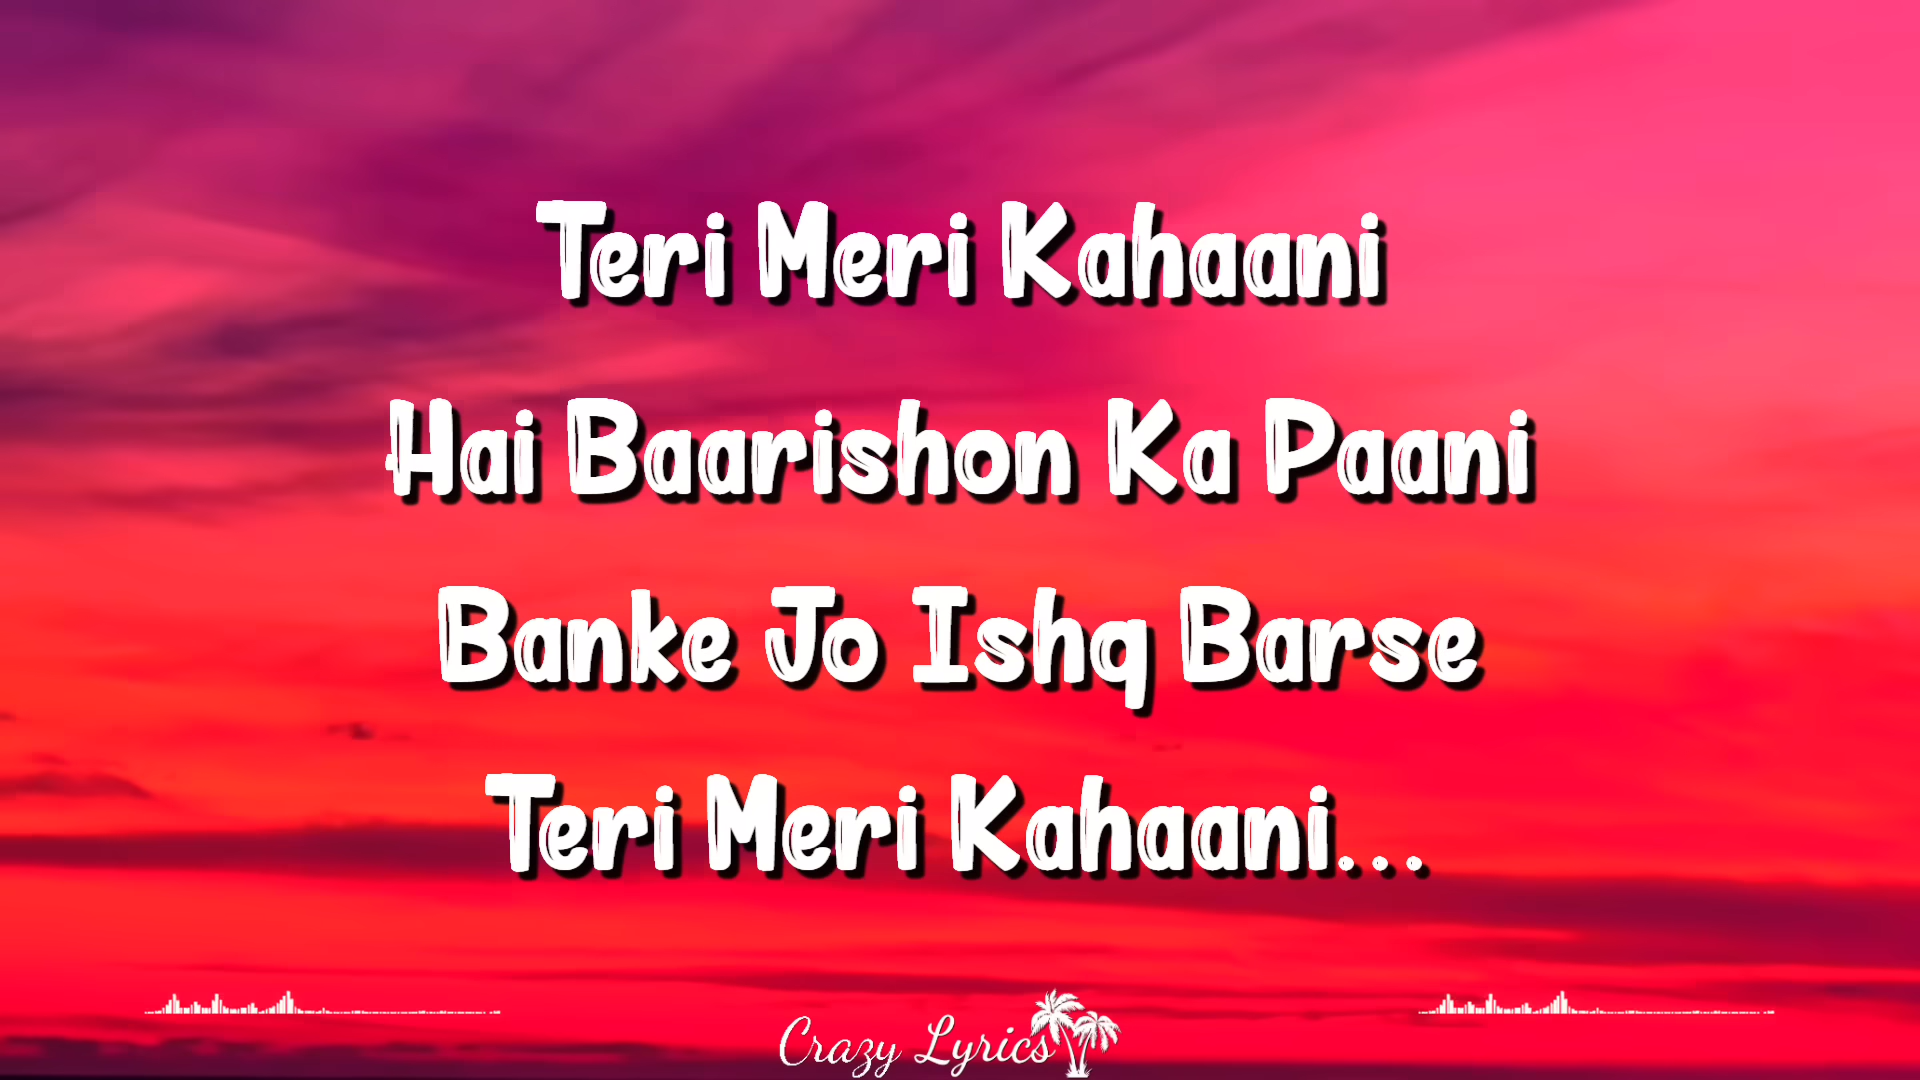 Teri Meri Kahaani
Hai Baarishon Ka Paani
Banke Jo Ishq Barse
Teri Meri Kahaani...
Crazy Lyrics